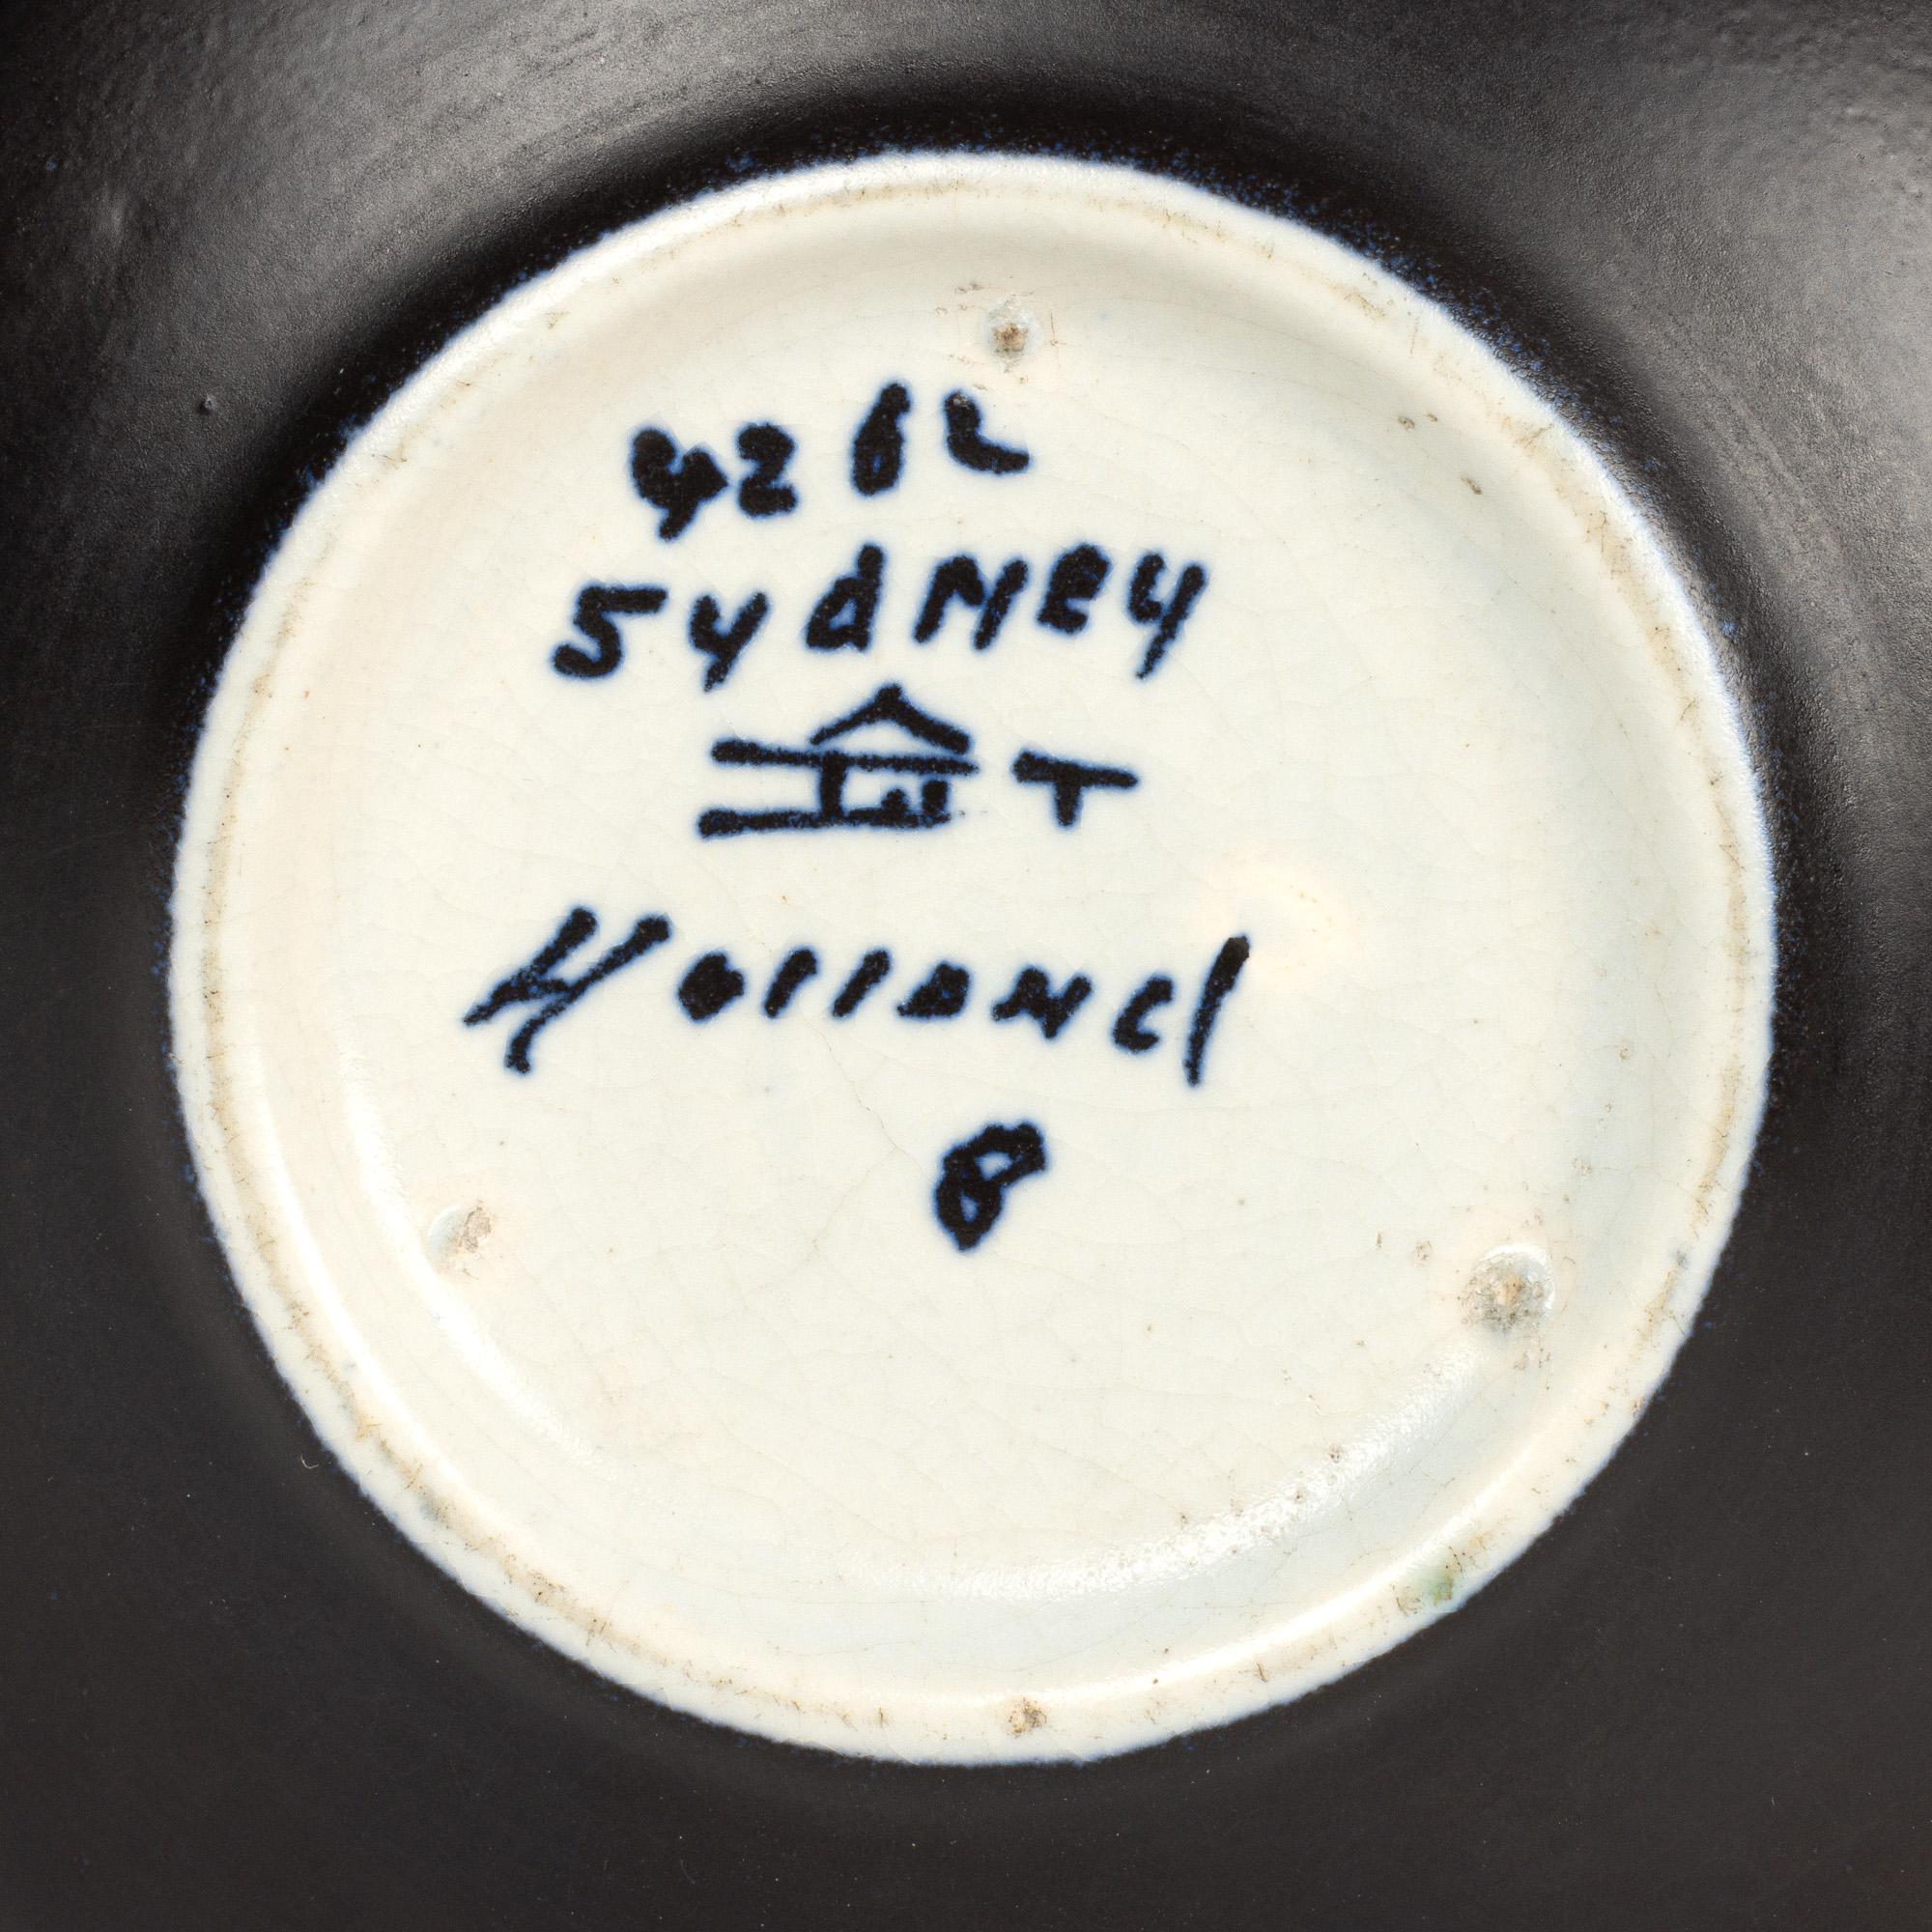 4262
SYdNEY
T
Holland
8